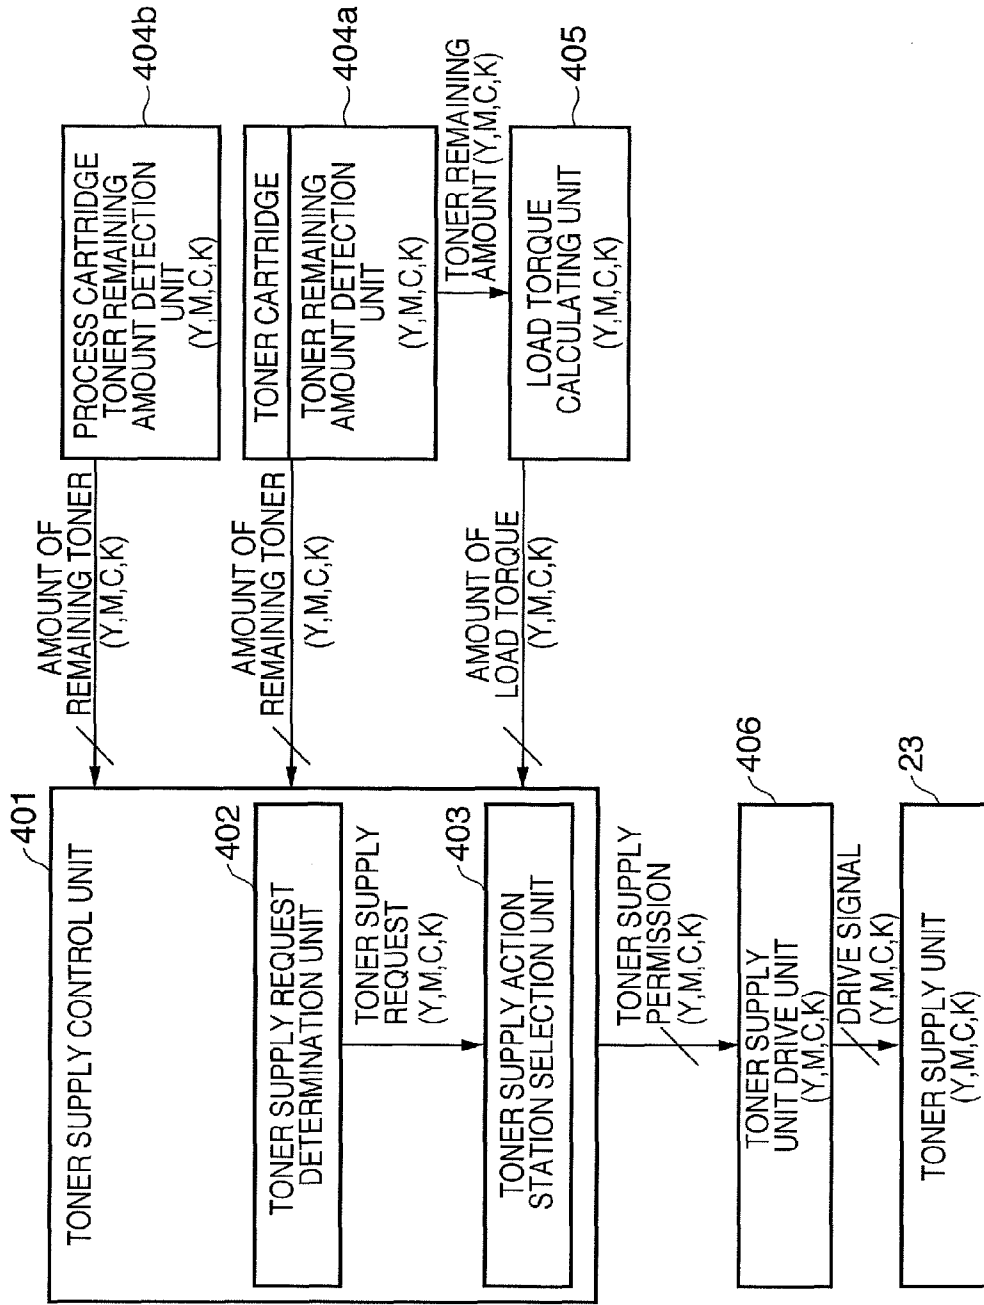 401
TONER SUPPLY CONTROL UNIT
402
TONER SUPPLY REQUEST
DETERMINATION UNIT
TONER SUPPLY
REQUEST
(Y,M,C,K)
403
TONER SUPPLY ACTION
STATION SELECTION UNIT
TONER SUPPLY
PERMISSION
(Y,M,C,K)
406
TONER SUPPLY
UNIT DRIVE UNIT
(Y,M,C,K)
DRIVE SIGNAL
(Y,M,C,K)
23
TONER SUPPLY UNIT
(Y,M,C,K)
AMOUNT OF
REMAINING TONER
(Y,M,C,K)
AMOUNT OF
REMAINING TONER
(Y,M,C,K)
AMOUNT OF
LOAD TORQUE
(Y,M,C,K)
PROCESS CARTRIDGE
TONER REMAINING
AMOUNT DETECTION
UNIT
(Y,M,C,K)
404b
TONER CARTRIDGE
TONER REMAINING
AMOUNT DETECTION
UNIT
(Y,M,C,K)
404a
TONER REMAINING
AMOUNT (Y,M,C,K)
LOAD TORQUE
CALCULATING UNIT
(Y,M,C,K)
405